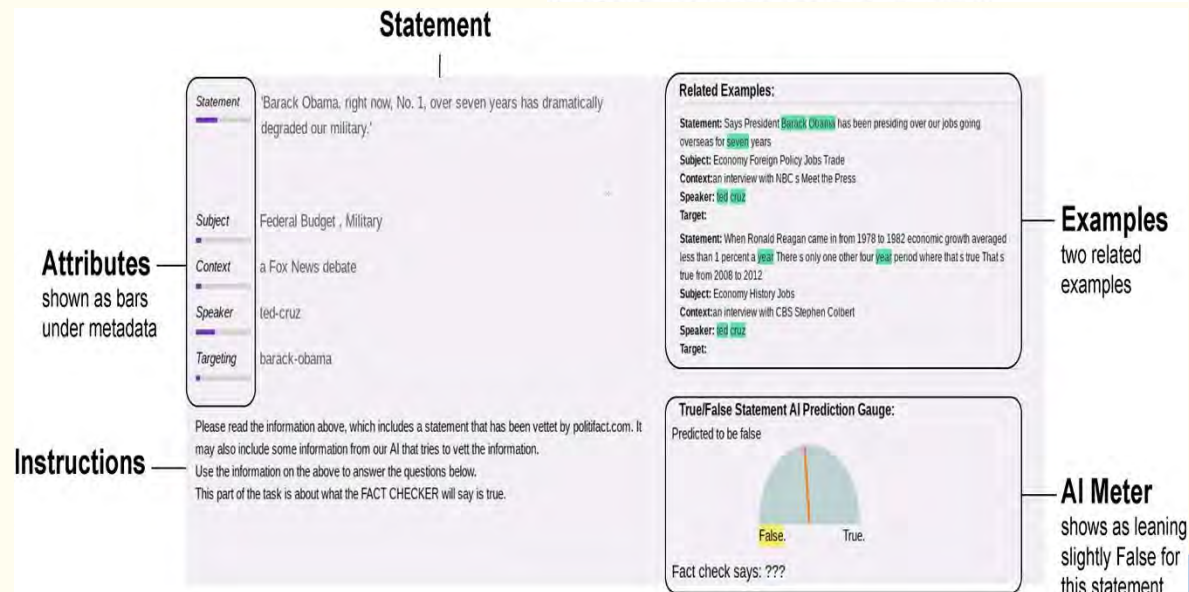 Statement
Statement
'Barack Obama, right now, No. 1, over seven years has dramatically
degraded our military.'
Subject
Federal Budget , Military
Context
a Fox News debate
Speaker
ted-cruz
Targeting
barack-obama
Attributes
shown as bars
under metadata
Please read the information above, which includes a statement that has been vettet by politifact.com. It
may also include some information from our AI that tries to vett the information.
Use the information on the above to answer the questions below.
This part of the task is about what the FACT CHECKER will say is true.
Instructions
Related Examples:
Statement: Says President Barack Obama has been presiding over our jobs going
overseas for seven years
Subject: Economy Foreign Policy Jobs Trade
Context:an interview with NBC s Meet the Press
Speaker: ted cruz
Target:
Statement: When Ronald Reagan came in from 1978 to 1982 economic growth averaged
less than 1 percent a year There s only one other four year period where that s true That s
true from 2008 to 2012
Subject: Economy History Jobs
Context:an interview with CBS Stephen Colbert
Speaker: ted cruz
Target:
Examples
two related
examples
True/False Statement AI Prediction Gauge:
Predicted to be false
False.
True.
Fact check says: ???
AI Meter
shows as leaning
slightly False for
this statement